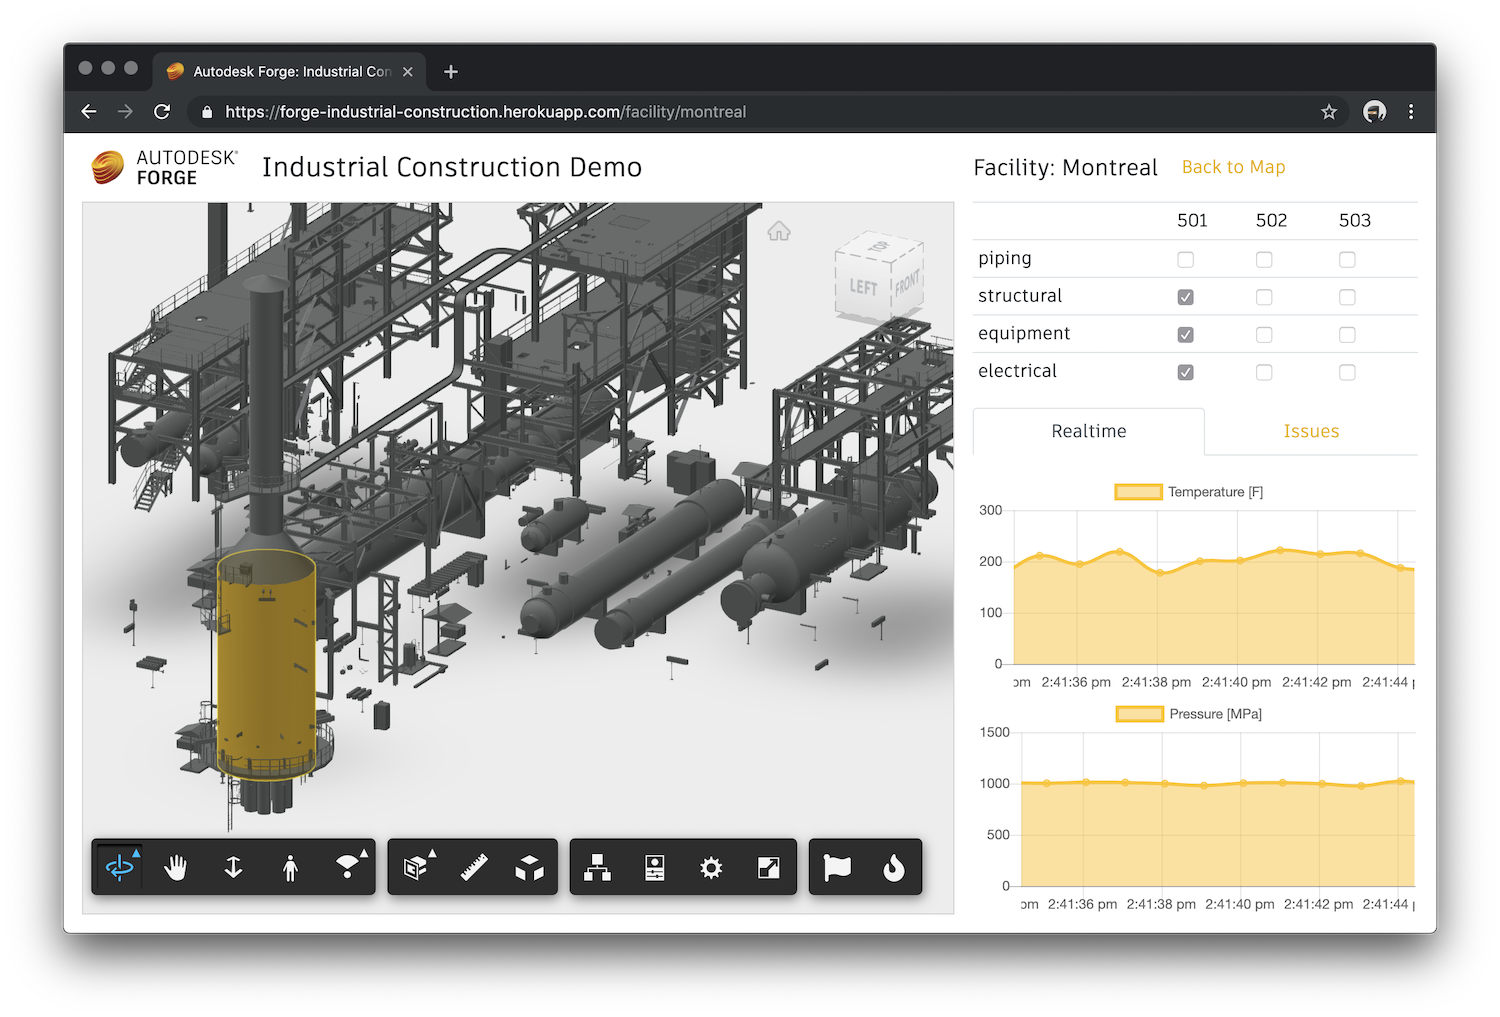 Autodesk Forge: Industrial Con
https://forge-industrial-construction.herokuapp.com/facility/montreal
AUTODESK®
FORGE
Industrial Construction Demo
Facility: Montreal Back to Map
TOP
LEFT FRONT
501 502 503
piping
structural
equipment
electrical
Realtime Issues
Temperature [F]
300
200
100
0
pm 2:41:36 pm 2:41:38 pm 2:41:40 pm 2:41:42 pm 2:41:44
Pressure [MPa]
1500
1000
500
0
pm 2:41:36 pm 2:41:38 pm 2:41:40 pm 2:41:42 pm 2:41:44